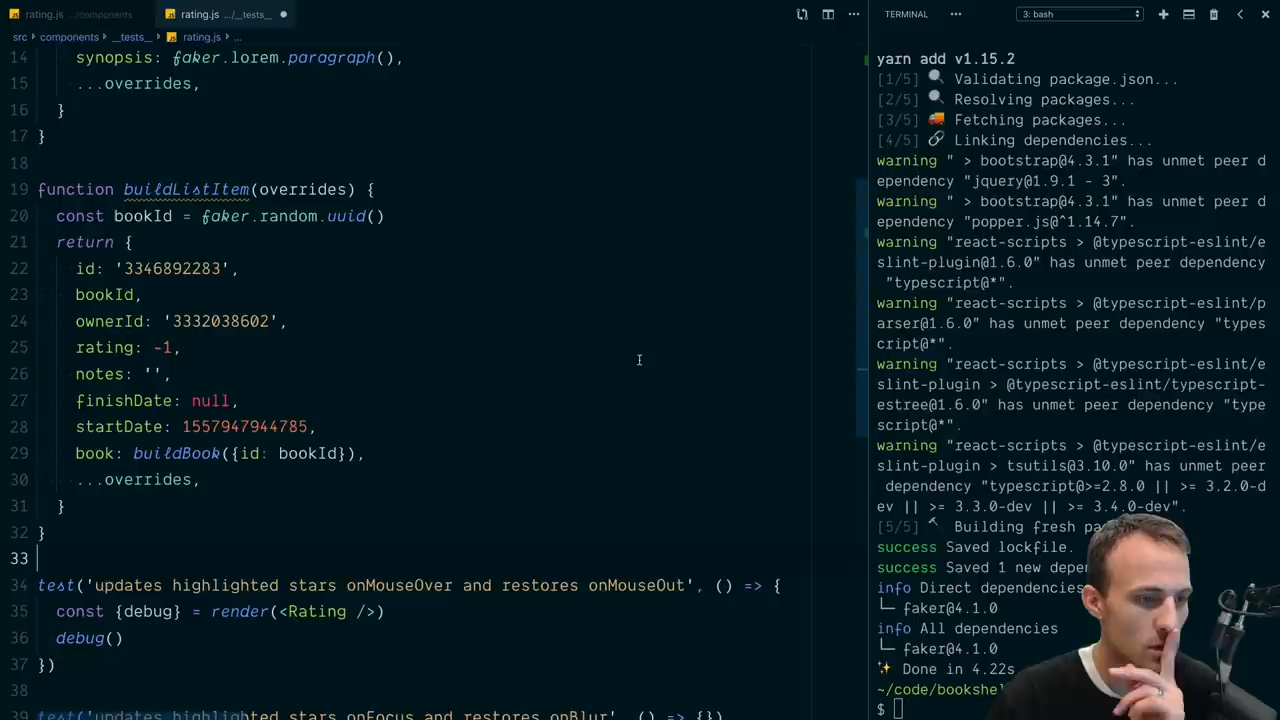 rating.js .../components
rating.js .../__tests__
TERMINAL
3: bash
src components __tests__ rating.js ...
14 synopsis: faker.lorem.paragraph(),
15 ...overrides,
16 }
17 }
18
19 function buildListItem(overrides) {
20 const bookId = faker.random.uuid()
21 return {
22 id: '3346892283',
23 bookId,
24 ownerId: '3332038602',
25 rating: -1,
26 notes: '',
27 finishDate: null,
28 startDate: 1557947944785,
29 book: buildBook({id: bookId}),
30 ...overrides,
31 }
32 }
33
34 test('updates highlighted stars onMouseOver and restores onMouseOut', () => {
35 const {debug} = render(<Rating />)
36 debug()
37 })
38
39 test('updates highlighted stars onFocus and restores onBlur', () => {})
yarn add v1.15.2
[1/5] 🔍 Validating package.json...
[2/5] 🔍 Resolving packages...
[3/5] 🚚 Fetching packages...
[4/5] 🔗 Linking dependencies...
warning " > bootstrap@4.3.1" has unmet peer d
ependency "jquery@1.9.1 - 3".
warning " > bootstrap@4.3.1" has unmet peer d
ependency "popper.js@^1.14.7".
warning "react-scripts > @typescript-eslint/e
slint-plugin@1.6.0" has unmet peer dependency
"typescript@*".
warning "react-scripts > @typescript-eslint/p
arser@1.6.0" has unmet peer dependency "types
cript@*".
warning "react-scripts > @typescript-eslint/e
slint-plugin > @typescript-eslint/typescript-
estree@1.6.0" has unmet peer dependency "type
script@*".
warning "react-scripts > @typescript-eslint/e
slint-plugin > tsutils@3.10.0" has unmet peer
dependency "typescript@>=2.8.0 || >= 3.2.0-d
ev || >= 3.3.0-dev || >= 3.4.0-dev".
[5/5] 🔨 Building fresh pa
success Saved lockfile.
success Saved 1 new depe
info Direct dependencies
└─ faker@4.1.0
info All dependencies
└─ faker@4.1.0
✨ Done in 4.22s
~/code/bookshel
$